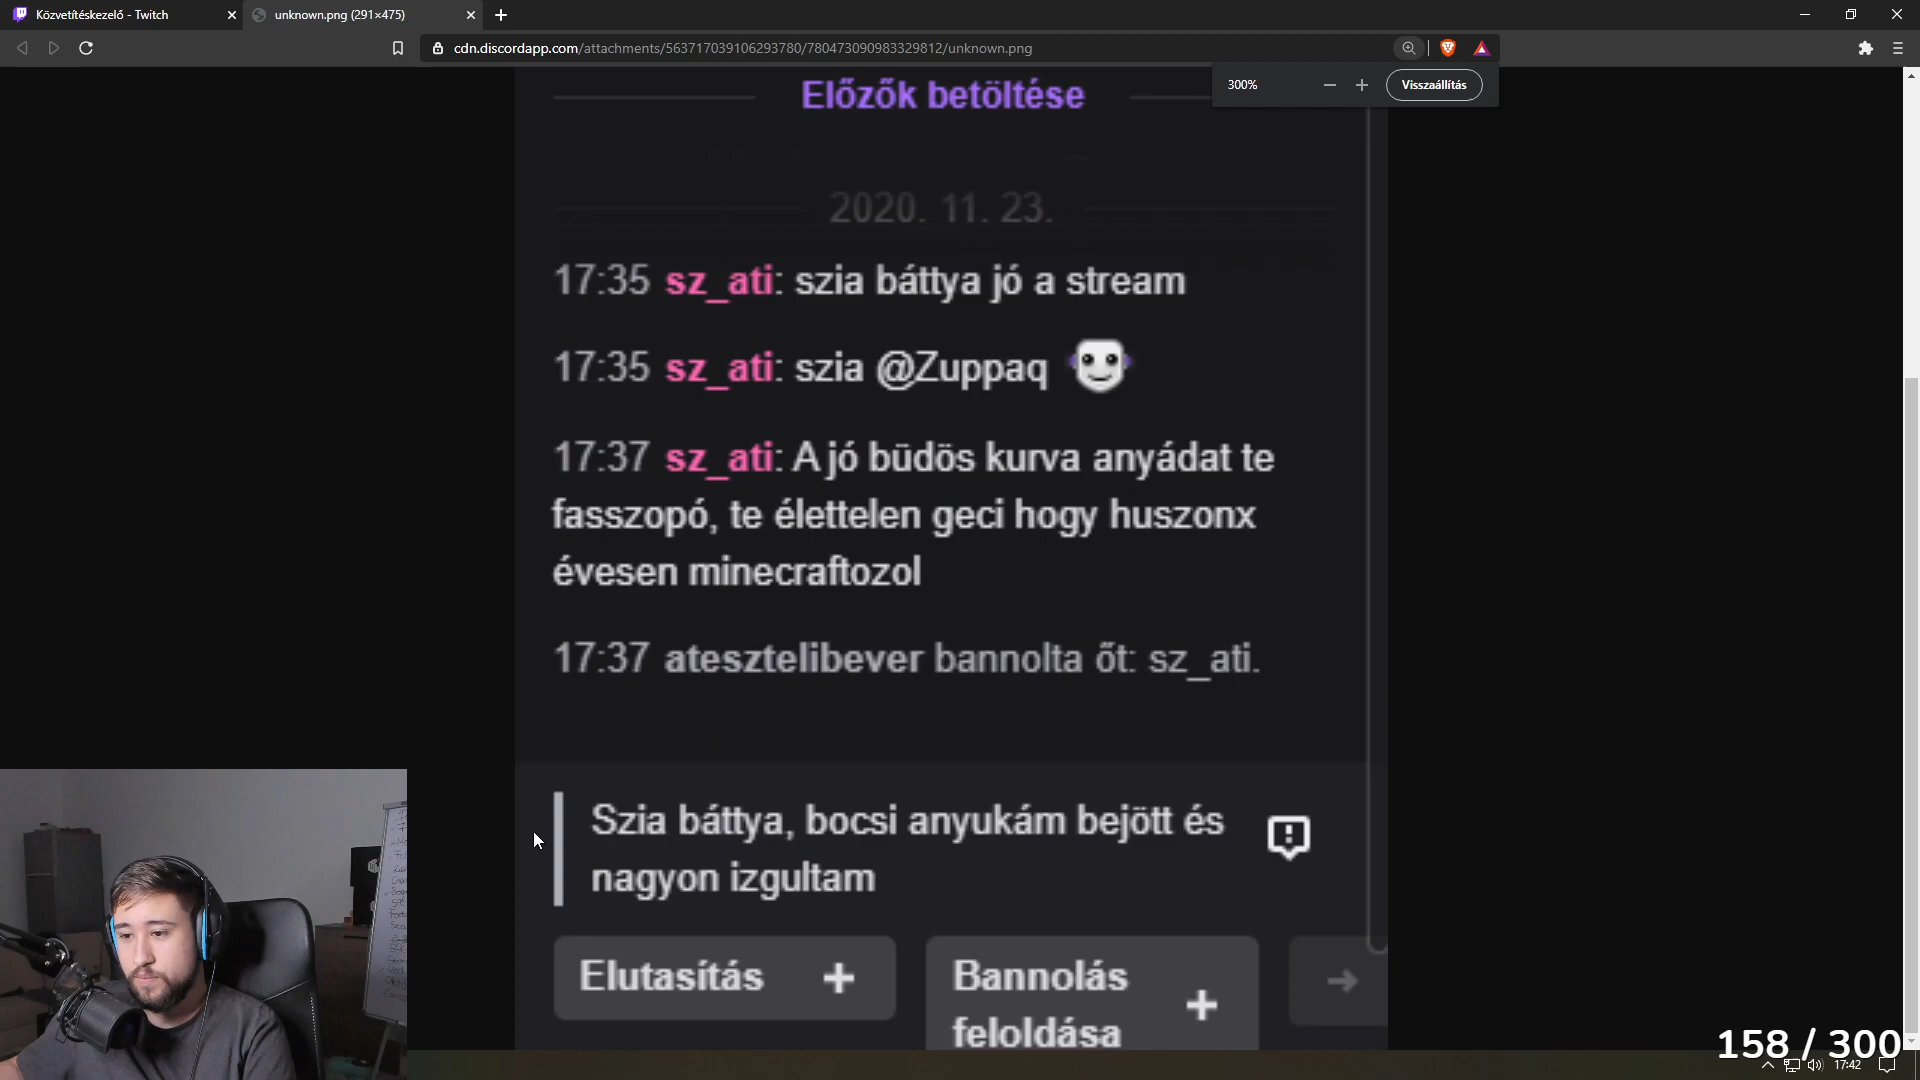 Közvetítéskezelő - Twitch
unknown.png (291×475)
cdn.discordapp.com/attachments/563717039106293780/780473090983329812/unknown.png
300%
Visszaállítás
Előzők betöltése
2020. 11. 23.
17:35 sz_ati: szia báttya jó a stream
17:35 sz_ati: szia @Zuppaq
17:37 sz_ati: A jó büdös kurva anyádat te
fasszopó, te élettelen geci hogy huszonx
évesen minecraftozol
17:37 atesztelibever bannolta őt: sz_ati.
Szia báttya, bocsi anyukám bejött és
nagyon izgultam
Elutasítás
Bannolás
feloldása
158 / 300
17:42